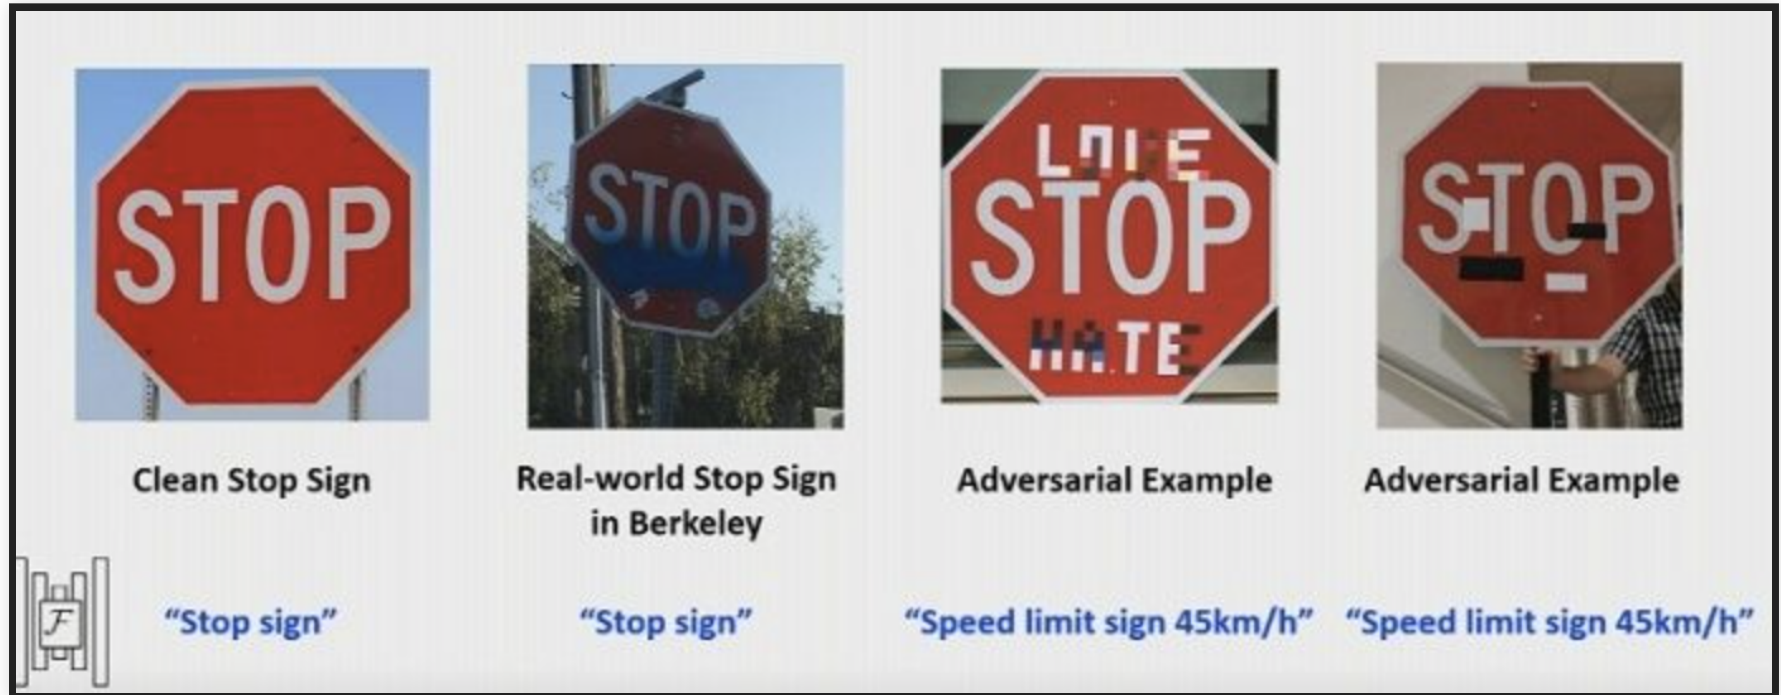 STOP
STOP
LOVE
STOP
HATE
STOP
Clean Stop Sign
Real-world Stop Sign
in Berkeley
Adversarial Example
Adversarial Example
F
“Stop sign”
“Stop sign”
“Speed limit sign 45km/h”
“Speed limit sign 45km/h”